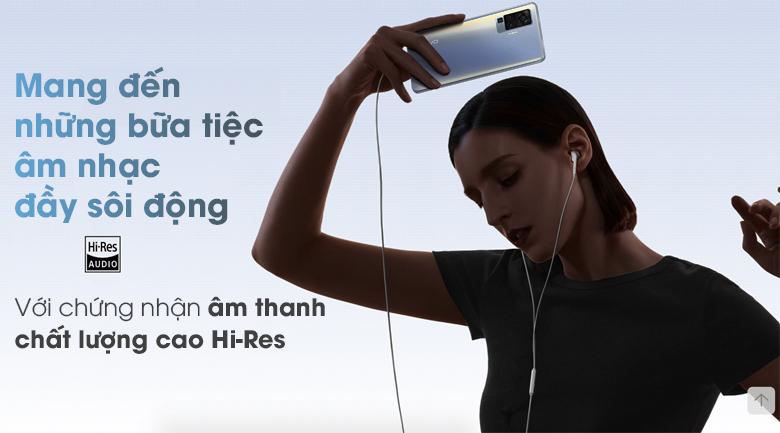 Mang đến
những bữa tiệc
âm nhạc
đầy sôi động
Hi-Res
AUDIO
Với chứng nhận âm thanh
chất lượng cao Hi-Res